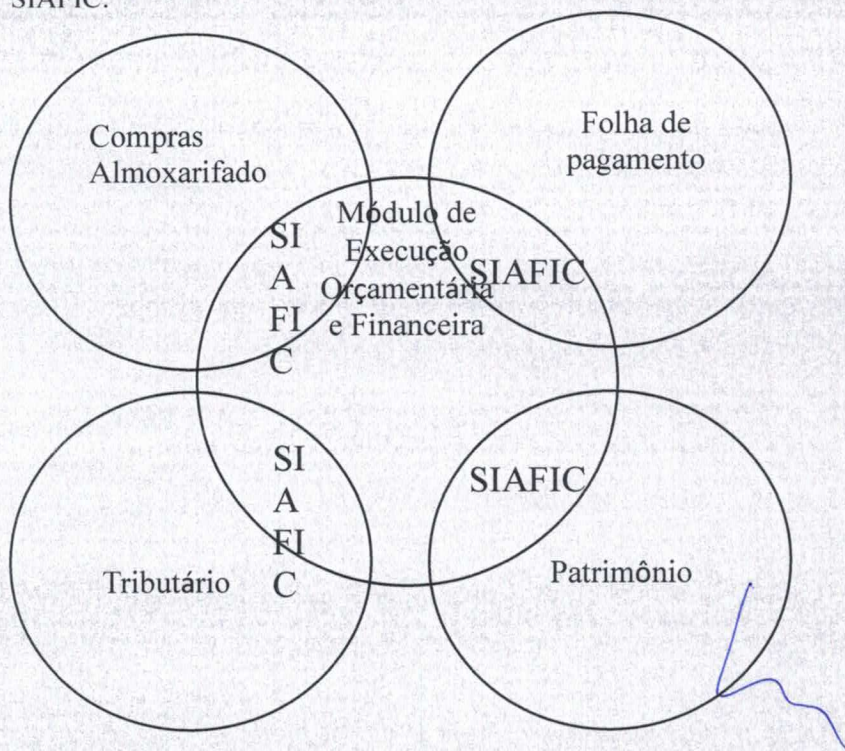 SIAFIC:
Compras
Almoxarifado
Folha de
pagamento
Módulo de
Execução
Orçamentária
e Financeira
SI
A
FI
C
SIAFIC
SI
A
FI
C
SIAFIC
Tributário
Patrimônio